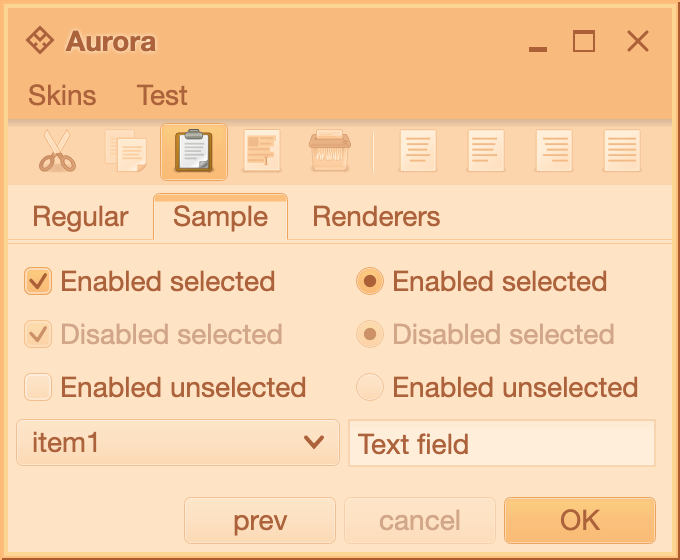 Aurora
Skins Test
Regular Sample Renderers
Enabled selected Enabled selected
Disabled selected Disabled selected
Enabled unselected Enabled unselected
item1 Text field
prev cancel OK